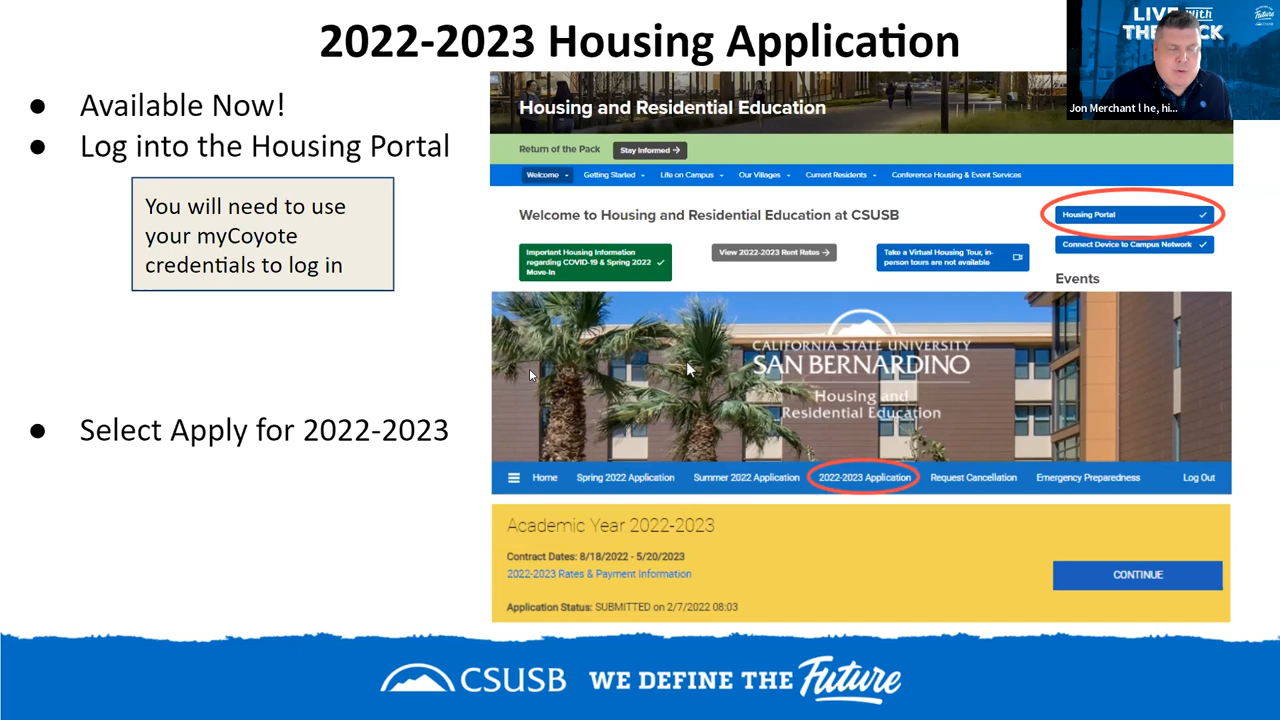 2022-2023 Housing Application
● Available Now!
● Log into the Housing Portal
You will need to use
your myCoyote
credentials to log in
● Select Apply for 2022-2023
Housing and Residential Education
Return of the Pack
Stay Informed →
Welcome
Getting Started
Life on Campus
Our Villages
Current Residents
Conference Housing & Event Services
Welcome to Housing and Residential Education at CSUSB
Housing Portal
Connect Device to Campus Network
Important Housing Information
regarding COVID-19 & Spring 2022
Move-In
View 2022-2023 Rent Rates →
Take a Virtual Housing Tour, in-
person tours are not available
Events
CALIFORNIA STATE UNIVERSITY
SAN BERNARDINO
Housing and
Residential Education
Home
Spring 2022 Application
Summer 2022 Application
2022-2023 Application
Request Cancellation
Emergency Preparedness
Log Out
Academic Year 2022-2023
Contract Dates: 8/18/2022 - 5/20/2023
2022-2023 Rates & Payment Information
CONTINUE
Application Status: SUBMITTED on 2/7/2022 08:03
LIVE with
Future
Jon Merchant l he, hi...
CSUSB WE DEFINE THE Future